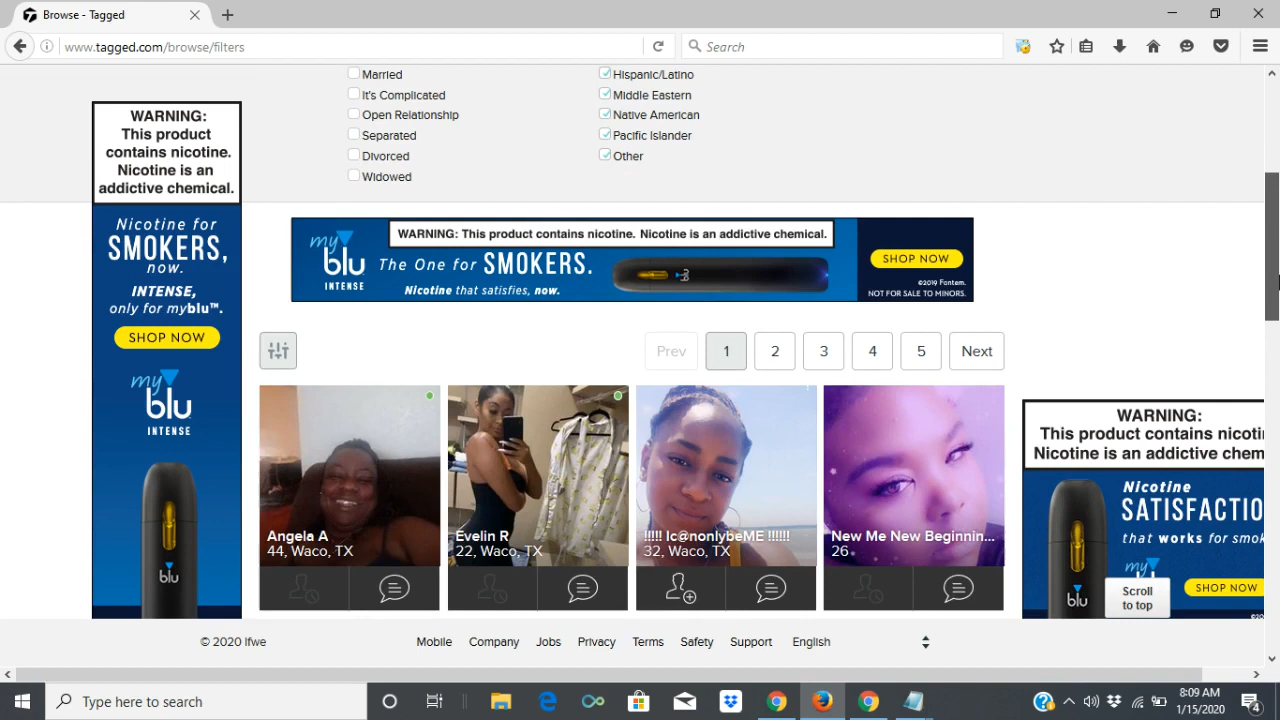 Browse - Tagged
www.tagged.com/browse/filters
Search
Married
It's Complicated
Open Relationship
Separated
Divorced
Widowed
Hispanic/Latino
Middle Eastern
Native American
Pacific Islander
Other
WARNING:
This product
contains nicotine.
Nicotine is an
addictive chemical.
Nicotine for
SMOKERS,
now.
INTENSE,
only for myblu™.
SHOP NOW
my
blu
INTENSE
blu
WARNING: This product contains nicotine. Nicotine is an addictive chemical.
my
blu
INTENSE
The One for SMOKERS.
Nicotine that satisfies, now.
SHOP NOW
©2019 Fontem.
NOT FOR SALE TO MINORS.
Prev 1 2 3 4 5 Next
Angela A
44, Waco, TX
Evelin R
22, Waco, TX
!!!!! Ic@nonlybeME !!!!!!
32, Waco, TX
New Me New Beginnin...
26
WARNING:
This product contains nicoti
Nicotine is an addictive chem
Nicotine
SATISFACTIO
that works for smok
my
blu
SHOP NOW
Scroll
to top
© 2020 Ifwe
Mobile Company Jobs Privacy Terms Safety Support English
Type here to search
8:09 AM
1/15/2020
4